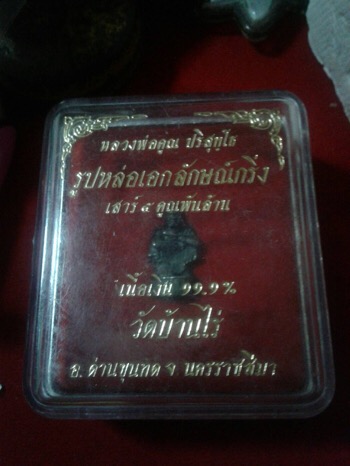 หลวงพ่อคูณ ปริสุทฺโธ
รูปหล่อเอกลักษณ์กริ่ง
เสาร์ ๕ คูณพันล้าน
เนื้อเงิน ๙๙.๙%
วัดบ้านไร่
อ. ด่านขุนทด จ นครราชสีมา